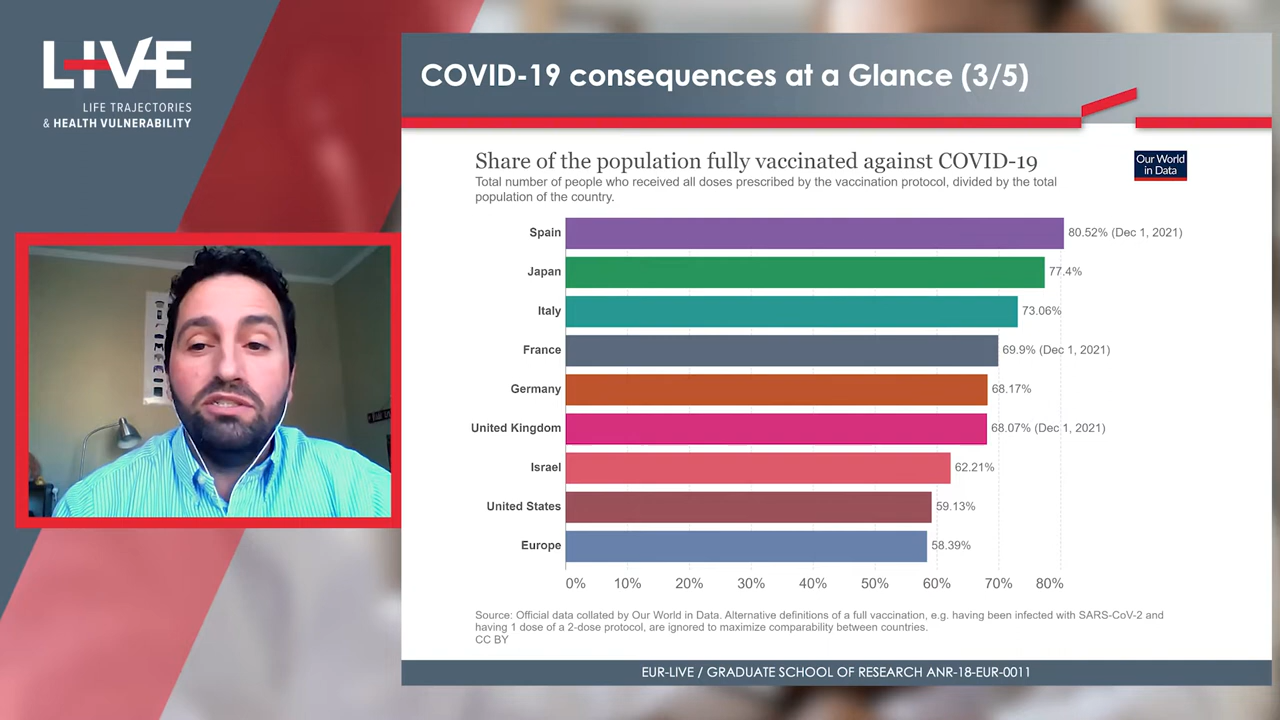 LIVE
LIFE TRAJECTORIES
& HEALTH VULNERABILITY
COVID-19 consequences at a Glance (3/5)
Share of the population fully vaccinated against COVID-19
Our World
in Data
Total number of people who received all doses prescribed by the vaccination protocol, divided by the total
population of the country.
Spain 80.52% (Dec 1, 2021)
Japan 77.4%
Italy 73.06%
France 69.9% (Dec 1, 2021)
Germany 68.17%
United Kingdom 68.07% (Dec 1, 2021)
Israel 62.21%
United States 59.13%
Europe 58.39%
0% 10% 20% 30% 40% 50% 60% 70% 80%
Source: Official data collated by Our World in Data. Alternative definitions of a full vaccination, e.g. having been infected with SARS-CoV-2 and
having 1 dose of a 2-dose protocol, are ignored to maximize comparability between countries.
CC BY
EUR-LIVE / GRADUATE SCHOOL OF RESEARCH ANR-18-EUR-0011